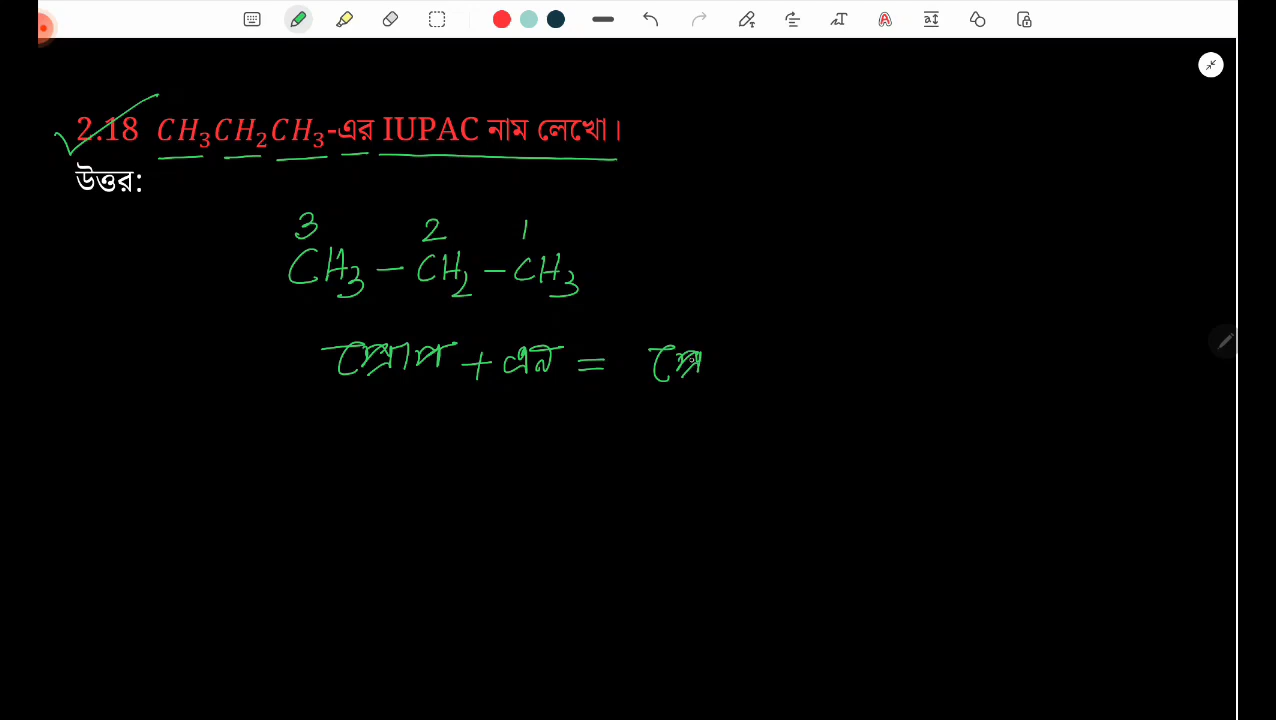 2.18 CH₃CH₂CH₃-এর IUPAC নাম লেখো।
উত্তর:
3 2 1
CH₃ – CH₂ – CH₃
প্রোপ + এন = প্রে